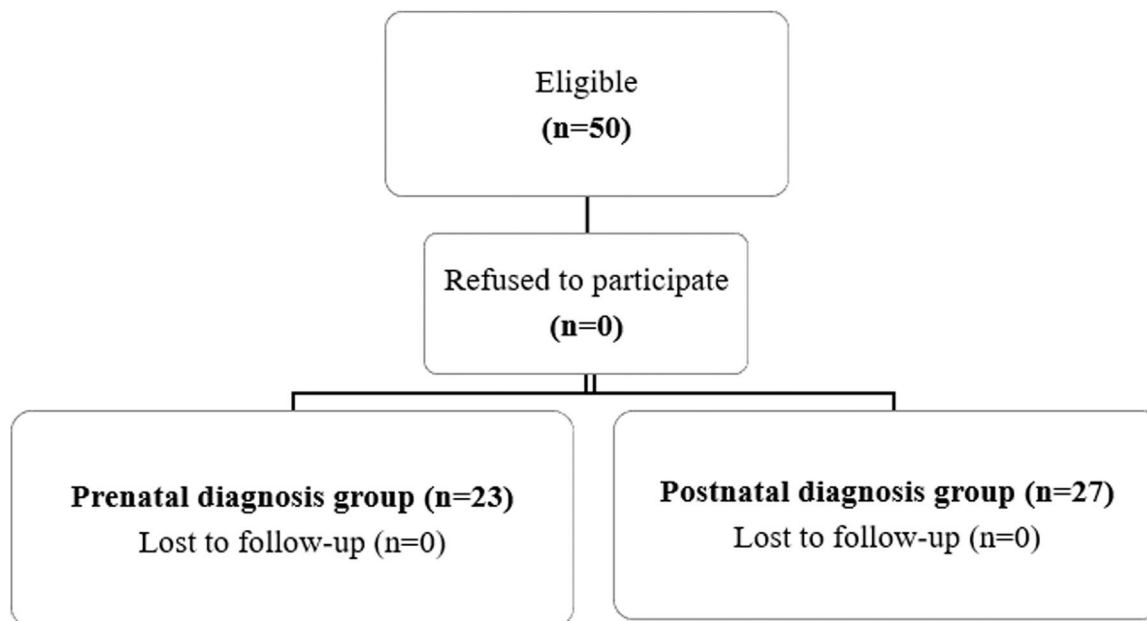 Eligible
(n=50)
Refused to participate
(n=0)
Prenatal diagnosis group (n=23)
Lost to follow-up (n=0)
Postnatal diagnosis group (n=27)
Lost to follow-up (n=0)